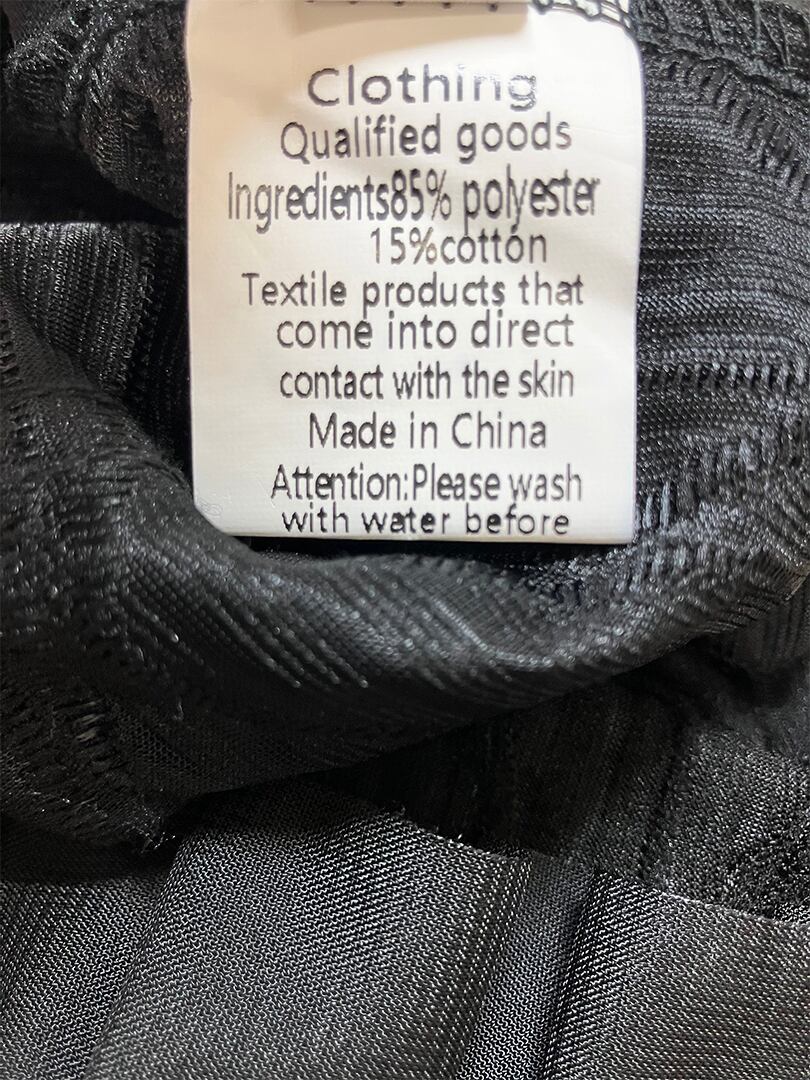 Clothing
Qualified goods
Ingredients85% polyester
15%cotton
Textile products that
come into direct
contact with the skin
Made in China
Attention:Please wash
with water before